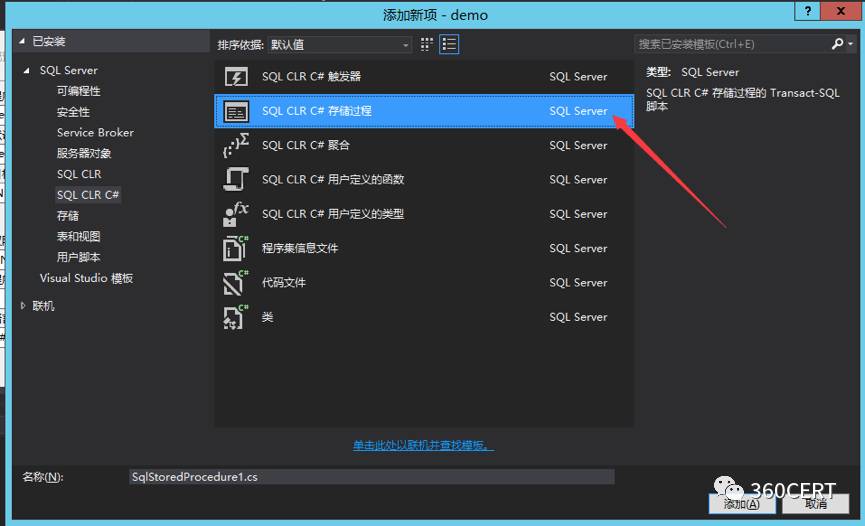 添加新项 - demo
?
x
已安装
排序依据: 默认值
搜索已安装模板(Ctrl+E)
SQL Server
可编程性
安全性
Service Broker
服务器对象
SQL CLR
SQL CLR C#
存储
表和视图
用户脚本
Visual Studio 模板
联机
SQL CLR C# 触发器 SQL Server
SQL CLR C# 存储过程 SQL Server
SQL CLR C# 聚合 SQL Server
SQL CLR C# 用户定义的函数 SQL Server
SQL CLR C# 用户定义的类型 SQL Server
程序集信息文件 SQL Server
代码文件 SQL Server
类 SQL Server
类型: SQL Server
SQL CLR C# 存储过程的 Transact-SQL
脚本
单击此处以联机并查找模板。
名称(N): SqlStoredProcedure1.cs
360CERT
添加(A) 取消